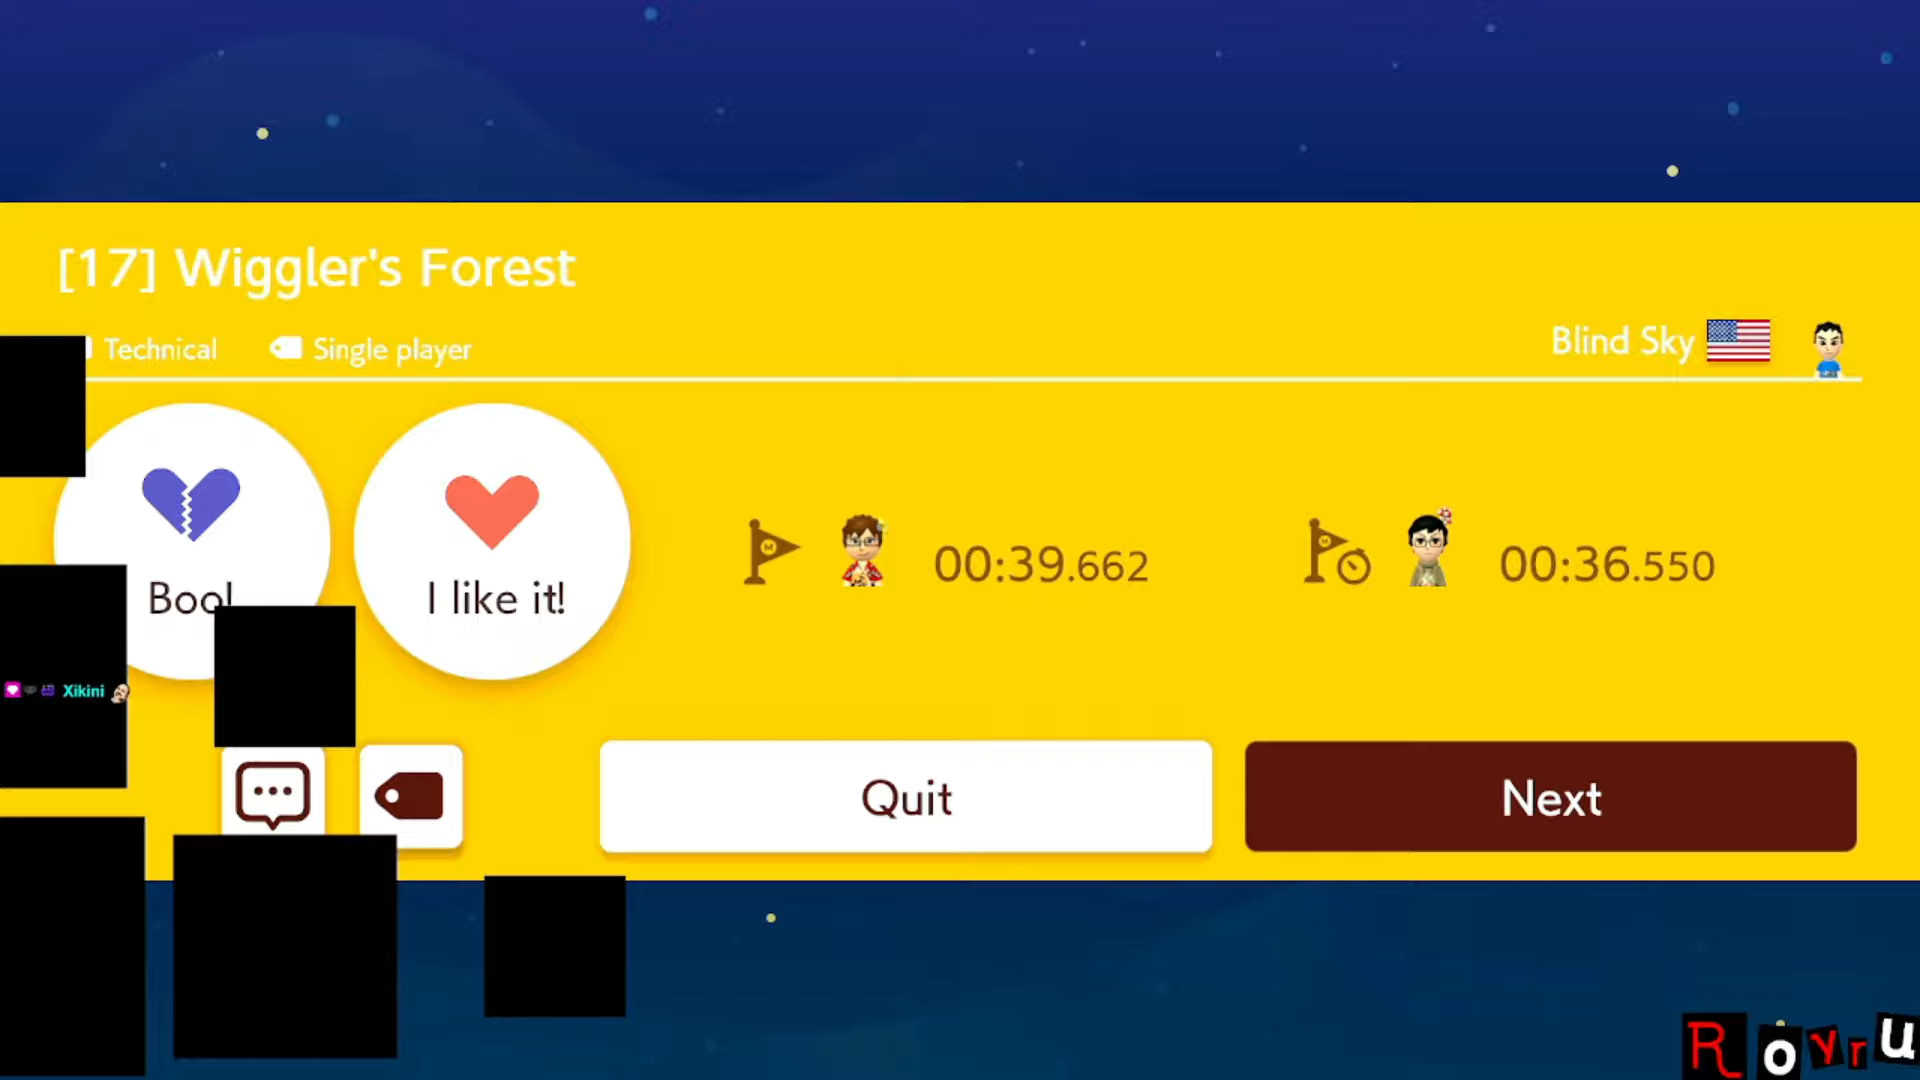 [17] Wiggler's Forest
Technical Single player
Blind Sky
Boo!
I like it!
M
00:39.662
M
00:36.550
Xikini
Quit
Next
Royru